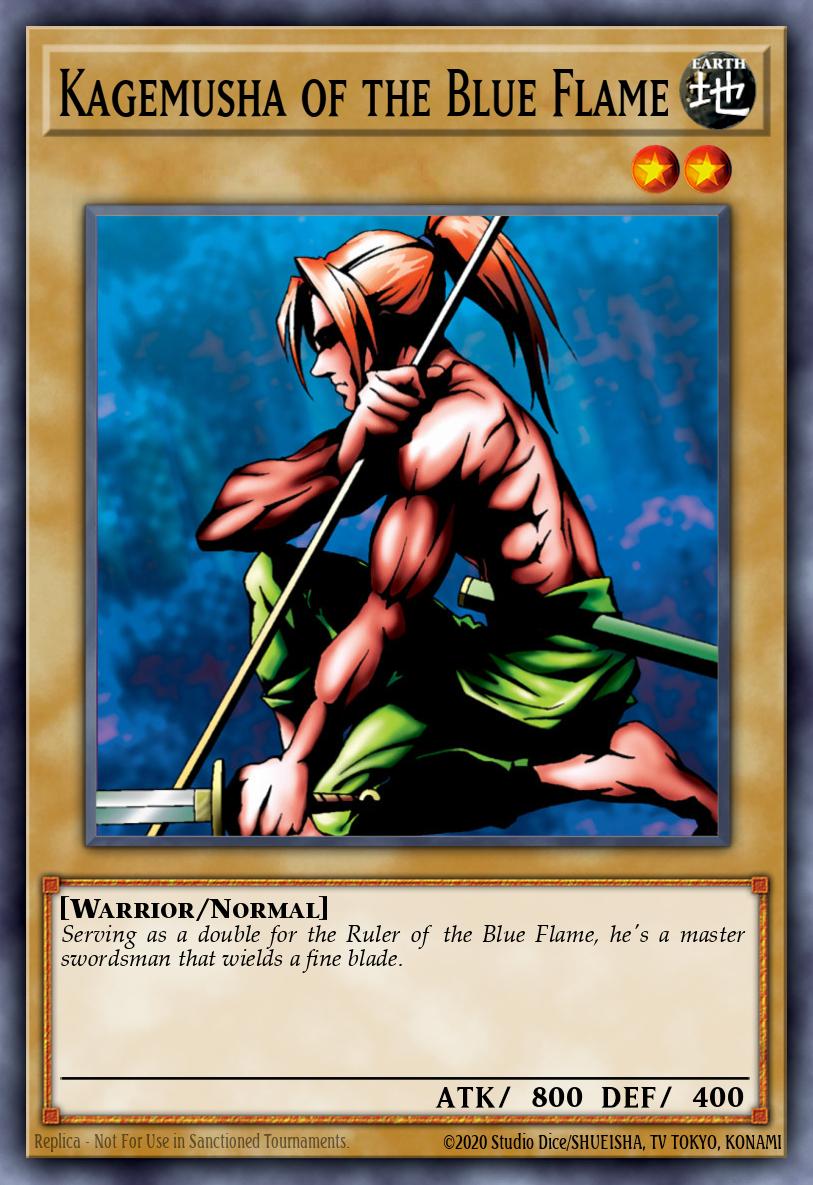 Kagemusha of the Blue Flame
EARTH
地
[Warrior/Normal]
Serving as a double for the Ruler of the Blue Flame, he's a master
swordsman that wields a fine blade.
ATK/ 800 DEF/ 400
Replica - Not For Use in Sanctioned Tournaments.
©2020 Studio Dice/SHUEISHA, TV TOKYO, KONAMI